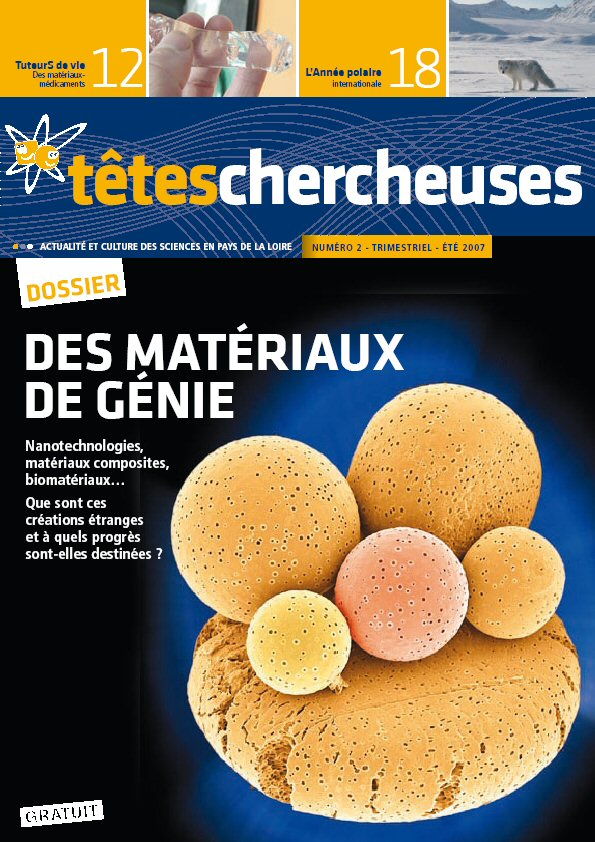 TuteurS de vie
Des matériaux-
médicaments
12
L'Année polaire
internationale
18
têteschercheuses
ACTUALITÉ ET CULTURE DES SCIENCES EN PAYS DE LA LOIRE
NUMÉRO 2 - TRIMESTRIEL - ÉTÉ 2007
DOSSIER
DES MATÉRIAUX
DE GÉNIE
Nanotechnologies,
matériaux composites,
biomatériaux...
Que sont ces
créations étranges
et à quels progrès
sont-elles destinées ?
GRATUIT